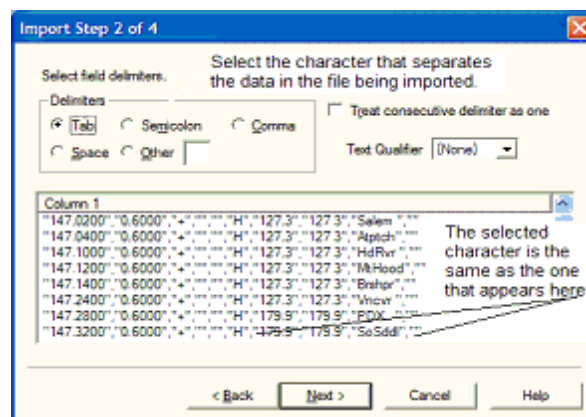 Import Step 2 of 4
Select field delimiters.
Select the character that separates
the data in the file being imported.
Delimiters
Tab
Semicolon
Comma
Space
Other
Treat consecutive delimiter as one
Text Qualifier
(None)
Column 1
"147.0200","0.6000","+","","","H","127.3","127.3","Salem ",""
"147.0400","0.6000","+","","","H","127.3","127.3","Atptch",""
"147.1000","0.6000","+","","","H","127.3","127.3","HdRvr ",""
"147.1200","0.6000","+","","","H","127.3","127.3","MtHood",""
"147.1400","0.6000","+","","","H","127.3","127.3","Brshpr",""
"147.2400","0.6000","+","","","H","127.3","127.3","Vncvr ",""
"147.2800","0.6000","+","","","H","179.9","179.9","PDX ",""
"147.3200","0.6000","+","","","H","179.9","179.9","SoSddl",""
The selected
character is the
same as the one
that appears here
< Back
Next >
Cancel
Help